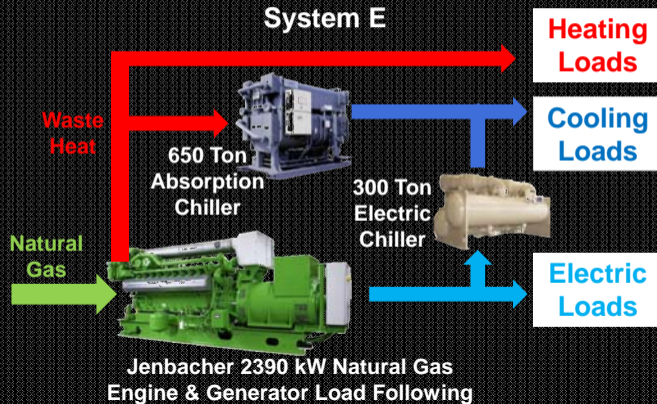 System E
Heating
Loads
Cooling
Loads
Waste
Heat
650 Ton
Absorption
Chiller
300 Ton
Electric
Chiller
Natural
Gas
Electric
Loads
Jenbacher 2390 kW Natural Gas
Engine & Generator Load Following